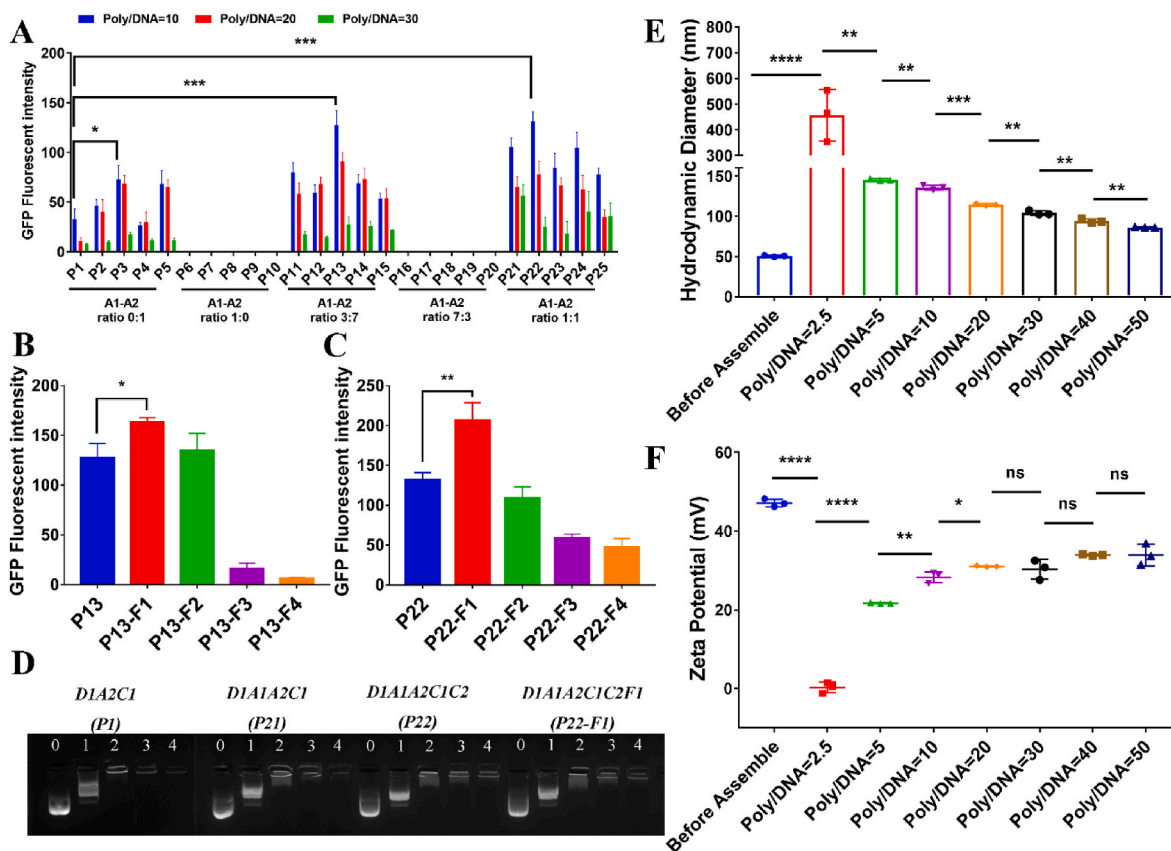 Poly/DNA=10 Poly/DNA=20 Poly/DNA=30
A
GFP Fluorescent intensity
200
150
100
50
0
***
***
*
P1 P2 P3 P4 P5 P6 P7 P8 P9 P10 P11 P12 P13 P14 P15 P16 P17 P18 P19 P20 P21 P22 P23 P24 P25
A1-A2 A1-A2 A1-A2 A1-A2 A1-A2
ratio 0:1 ratio 1:0 ratio 3:7 ratio 7:3 ratio 1:1
B
GFP Fluorescent intensity
200
150
100
50
0
*
P13 P13-F1 P13-F2 P13-F3 P13-F4
C
GFP Fluorescent intensity
250
200
150
100
50
0
**
P22 P22-F1 P22-F2 P22-F3 P22-F4
D
D1A2C1 D1A1A2C1 D1A1A2C1C2 D1A1A2C1C2F1
(P1) (P21) (P22) (P22-F1)
0 1 2 3 4 0 1 2 3 4 0 1 2 3 4 0 1 2 3 4
E
Hydrodynamic Diameter (nm)
800
700
600
500
400
300
150
100
50
0
**** ** ** *** ** ** **
Before Assemble Poly/DNA=2.5 Poly/DNA=5 Poly/DNA=10 Poly/DNA=20 Poly/DNA=30 Poly/DNA=40 Poly/DNA=50
F
Zeta Potential (mV)
60
40
20
0
**** **** ** * ns ns ns
Before Assemble Poly/DNA=2.5 Poly/DNA=5 Poly/DNA=10 Poly/DNA=20 Poly/DNA=30 Poly/DNA=40 Poly/DNA=50